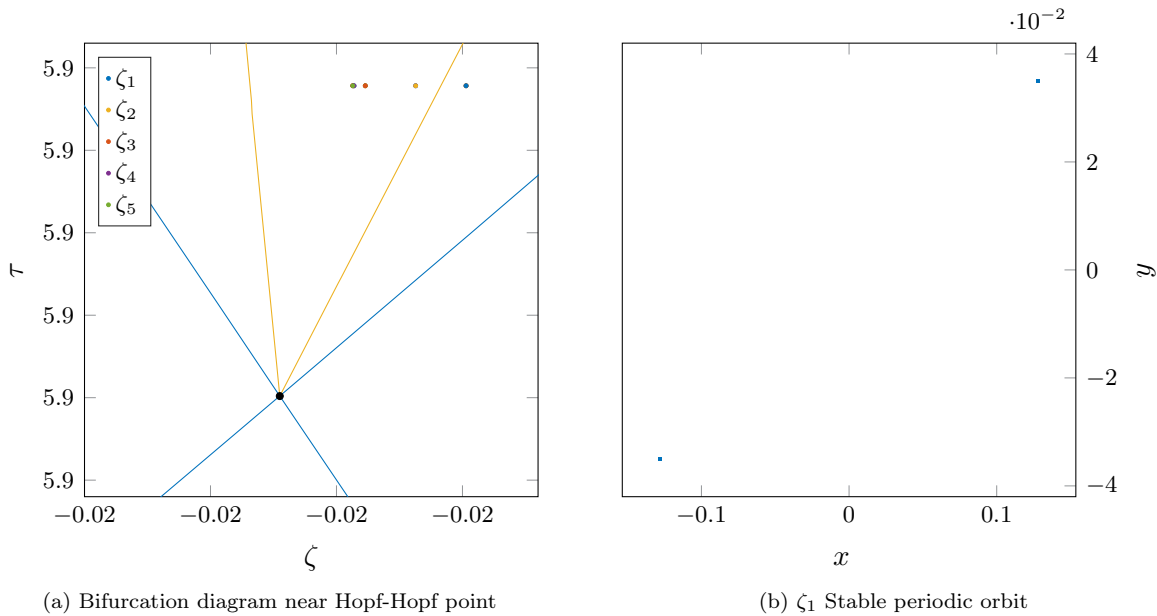 ·10⁻²
5.9
5.9
5.9
5.9
5.9
5.9
τ
ζ₁
ζ₂
ζ₃
ζ₄
ζ₅
−0.02
−0.02
−0.02
−0.02
ζ
4
2
0
−2
−4
y
−0.1
0
0.1
x
(a) Bifurcation diagram near Hopf-Hopf point
(b) ζ₁ Stable periodic orbit